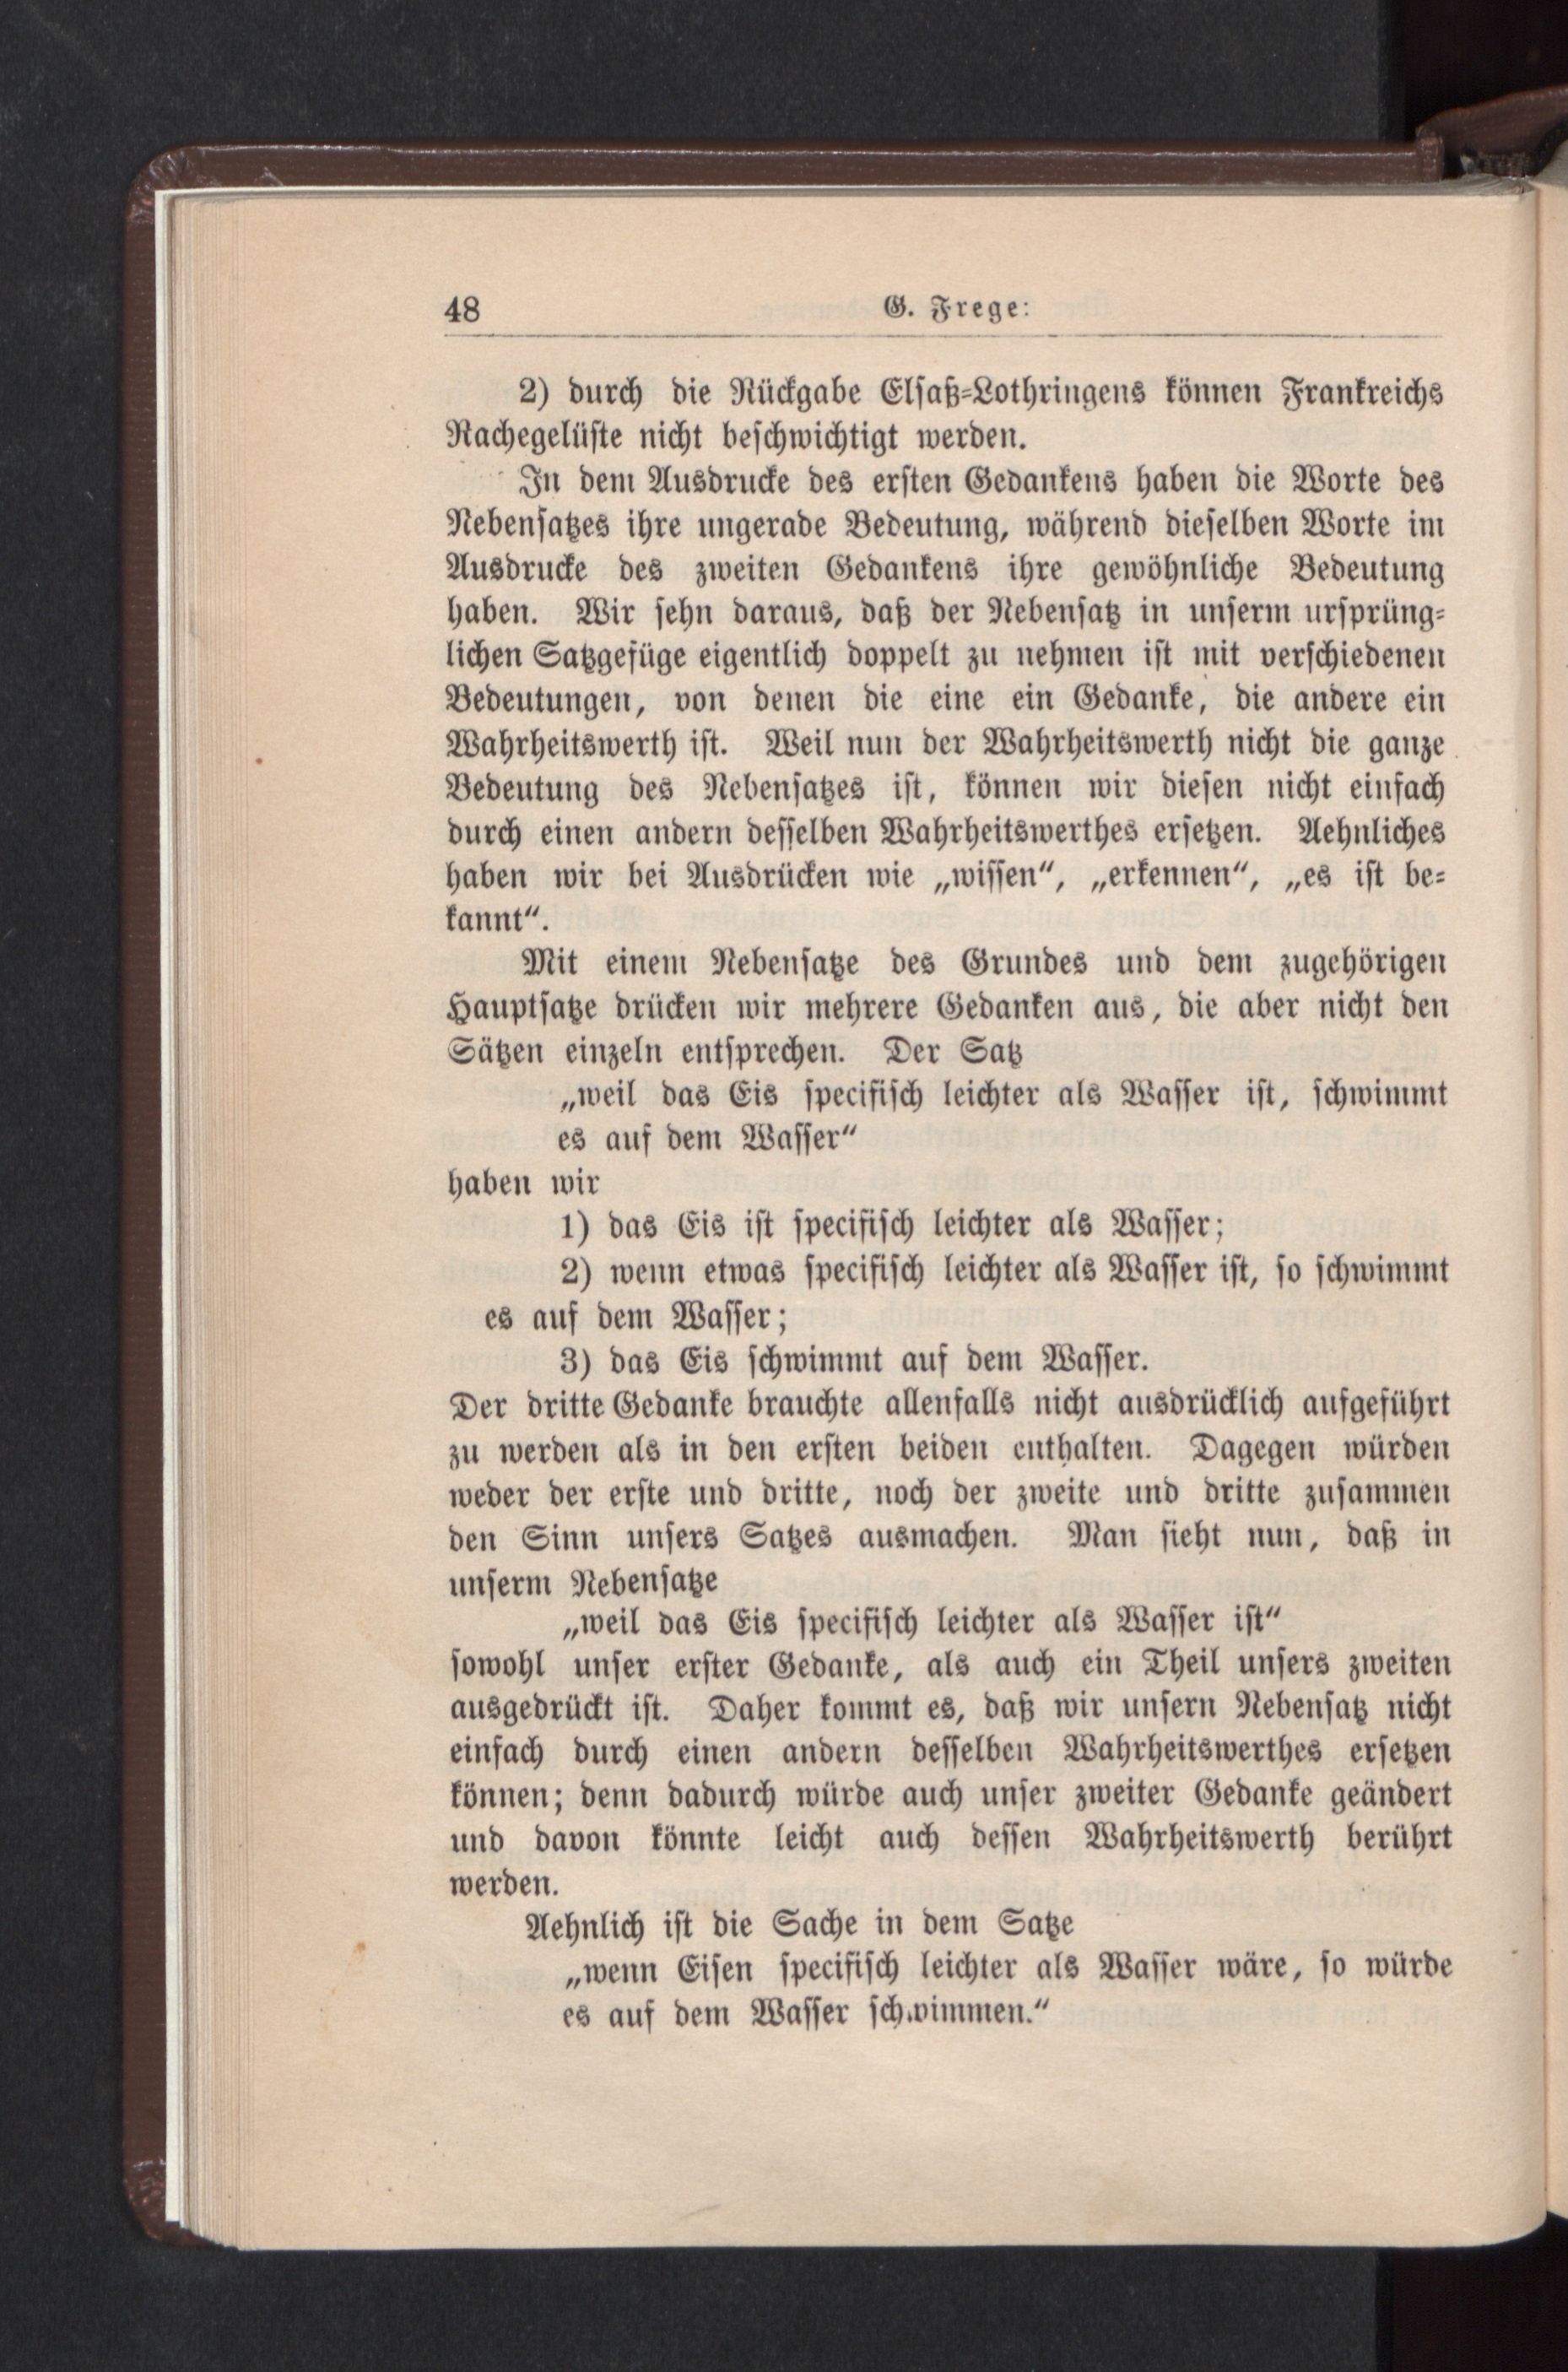 48
G. Frege:
2) durch die Rückgabe Elsaß-Lothringens können Frankreichs
Rachegelüste nicht beschwichtigt werden.
In dem Ausdrucke des ersten Gedankens haben die Worte des
Nebensatzes ihre ungerade Bedeutung, während dieselben Worte im
Ausdrucke des zweiten Gedankens ihre gewöhnliche Bedeutung
haben. Wir sehn daraus, daß der Nebensatz in unserm ursprüng-
lichen Satzgefüge eigentlich doppelt zu nehmen ist mit verschiedenen
Bedeutungen, von denen die eine ein Gedanke, die andere ein
Wahrheitswerth ist. Weil nun der Wahrheitswerth nicht die ganze
Bedeutung des Nebensatzes ist, können wir diesen nicht einfach
durch einen andern desselben Wahrheitswerthes ersetzen. Aehnliches
haben wir bei Ausdrücken wie „wissen“, „erkennen“, „es ist be-
kannt“.
Mit einem Nebensatze des Grundes und dem zugehörigen
Hauptsatze drücken wir mehrere Gedanken aus, die aber nicht den
Sätzen einzeln entsprechen. Der Satz
„weil das Eis specifisch leichter als Wasser ist, schwimmt
es auf dem Wasser“
haben wir
1) das Eis ist specifisch leichter als Wasser;
2) wenn etwas specifisch leichter als Wasser ist, so schwimmt
es auf dem Wasser;
3) das Eis schwimmt auf dem Wasser.
Der dritte Gedanke brauchte allenfalls nicht ausdrücklich aufgeführt
zu werden als in den ersten beiden enthalten. Dagegen würden
weder der erste und dritte, noch der zweite und dritte zusammen
den Sinn unsers Satzes ausmachen. Man sieht nun, daß in
unserm Nebensatze
„weil das Eis specifisch leichter als Wasser ist“
sowohl unser erster Gedanke, als auch ein Theil unsers zweiten
ausgedrückt ist. Daher kommt es, daß wir unsern Nebensatz nicht
einfach durch einen andern desselben Wahrheitswerthes ersetzen
können; denn dadurch würde auch unser zweiter Gedanke geändert
und davon könnte leicht auch dessen Wahrheitswerth berührt
werden.
Aehnlich ist die Sache in dem Satze
„wenn Eisen specifisch leichter als Wasser wäre, so würde
es auf dem Wasser schwimmen.“